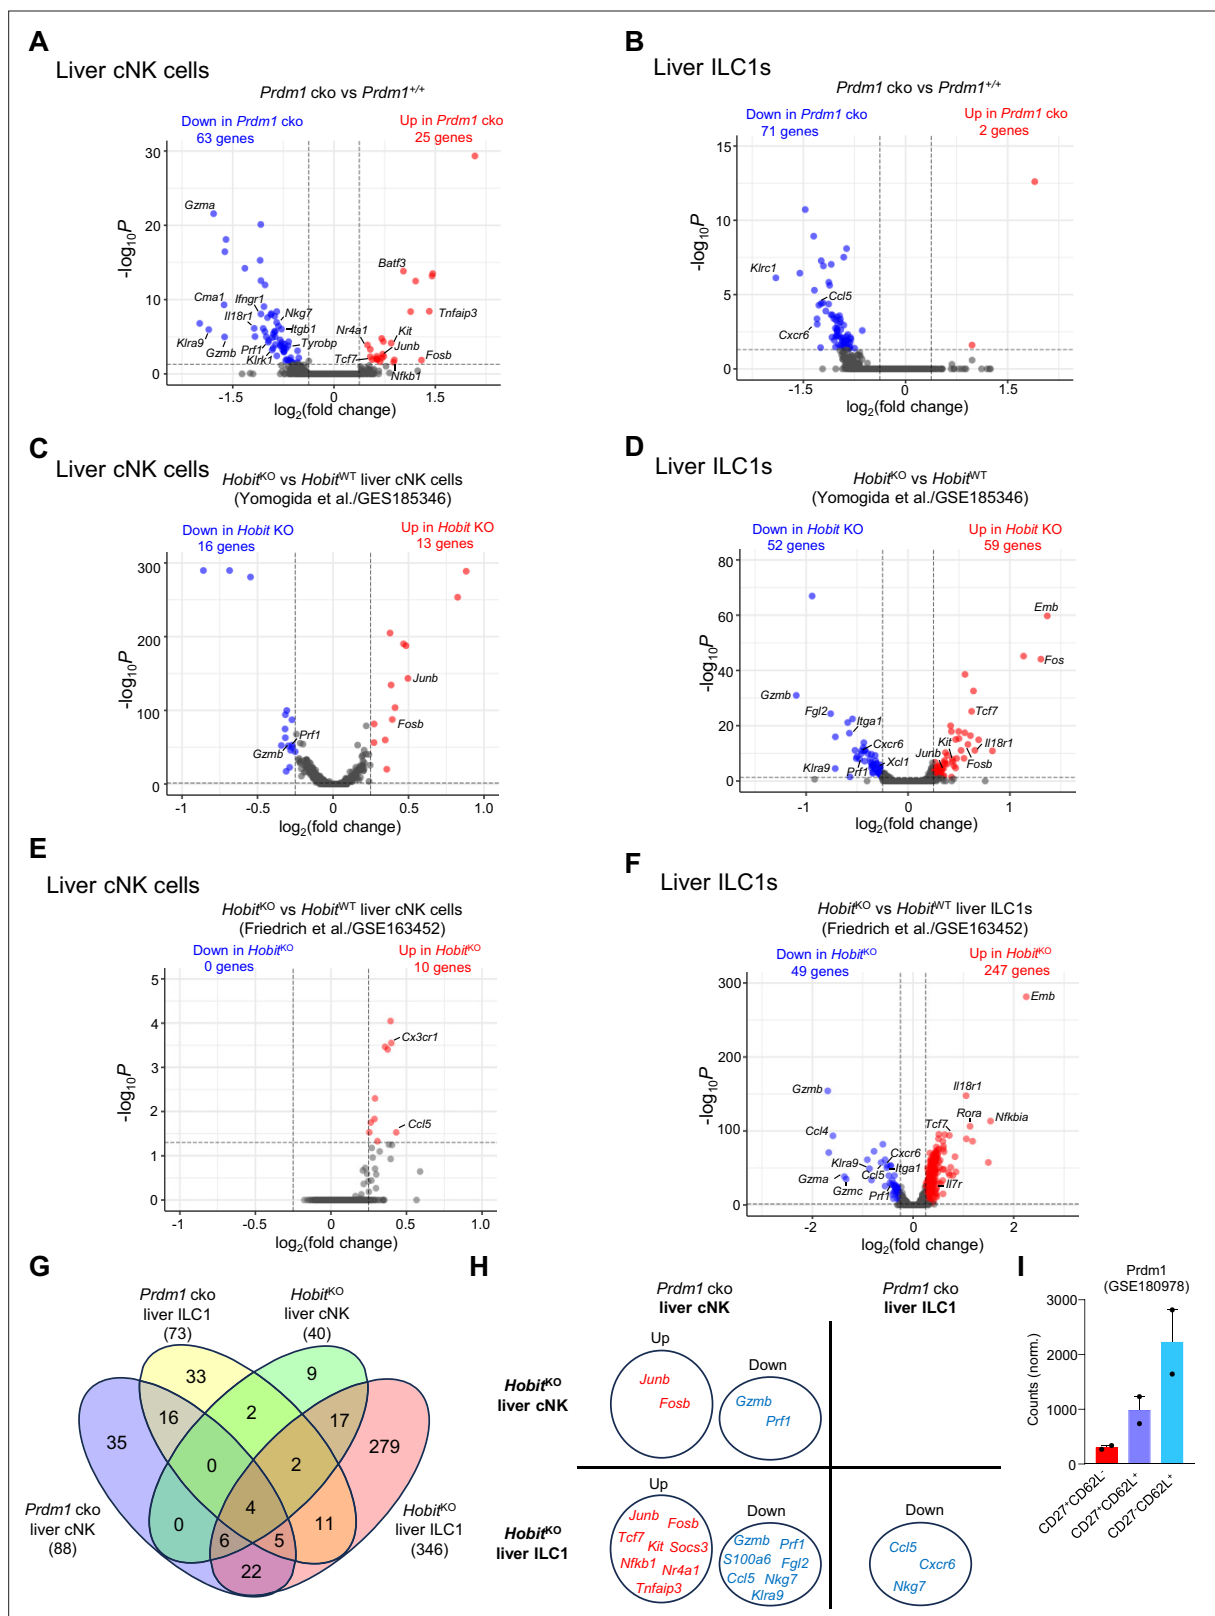 A
Liver cNK cells
Prdm1 cko vs Prdm1+/+
Down in Prdm1 cko
63 genes
Up in Prdm1 cko
25 genes
30
20
10
0
-log10P
Gzma
Cma1
Ifngr1
Il18r1
Nkg7
Itgb1
Klra9
Gzmb
Prf1
Klrk1
Tyrobp
Batf3
Tnfaip3
Nr4a1
Kit
Junb
Tcf7
Fosb
Nfkb1
-1.5
0
1.5
log2(fold change)
B
Liver ILC1s
Prdm1 cko vs Prdm1+/+
Down in Prdm1 cko
71 genes
Up in Prdm1 cko
2 genes
15
10
5
0
-log10P
Klrc1
Ccl5
Cxcr6
-1.5
0
1.5
log2(fold change)
C
Liver cNK cells
HobitKO vs HobitWT liver cNK cells
(Yomogida et al./GES185346)
Down in Hobit KO
16 genes
Up in Hobit KO
13 genes
300
200
100
0
-log10P
Junb
Fosb
Prf1
Gzmb
-1
-0.5
0
0.5
1.0
log2(fold change)
D
Liver ILC1s
HobitKO vs HobitWT
(Yomogida et al./GSE185346)
Down in Hobit KO
52 genes
Up in Hobit KO
59 genes
80
60
40
20
0
-log10P
Emb
Fos
Gzmb
Fgl2
Itga1
Tcf7
Cxcr6
Kit
Il18r1
Junb
Klra9
Prf1
Xcl1
Fosb
-1
0
1
log2(fold change)
E
Liver cNK cells
HobitKO vs HobitWT liver cNK cells
(Friedrich et al./GSE163452)
Down in HobitKO
0 genes
Up in HobitKO
10 genes
5
4
3
2
1
0
-log10P
Cx3cr1
Ccl5
-1
-0.5
0
0.5
1.0
log2(fold change)
F
Liver ILC1s
HobitKO vs HobitWT liver ILC1s
(Friedrich et al./GSE163452)
Down in HobitKO
49 genes
Up in HobitKO
247 genes
300
200
100
0
-log10P
Emb
Gzmb
Il18r1
Ccl4
Rora
Nfkbia
Tcf7
Klra9
Cxcr6
Ccl5
Itga1
Gzma
Gzmc
Prf1
Il7r
-2
0
2
log2(fold change)
G
Prdm1 cko
liver ILC1
(73)
HobitKO
liver cNK
(40)
33
9
16
2
17
35
279
0
2
4
0
6
5
11
22
Prdm1 cko
liver cNK
(88)
HobitKO
liver ILC1
(346)
H
Prdm1 cko
liver cNK
Prdm1 cko
liver ILC1
HobitKO
liver cNK
Up
Junb
Fosb
Down
Gzmb
Prf1
HobitKO
liver ILC1
Up
Junb Fosb
Tcf7 Kit Socs3
Nfkb1 Nr4a1
Tnfaip3
Down
Gzmb Prf1
S100a6 Fgl2
Ccl5 Nkg7
Klra9
Down
Ccl5
Cxcr6
Nkg7
I
Prdm1
(GSE180978)
Counts (norm.)
3000
2000
1000
0
CD27+CD62L-
CD27+CD62L+
CD27-CD62L+